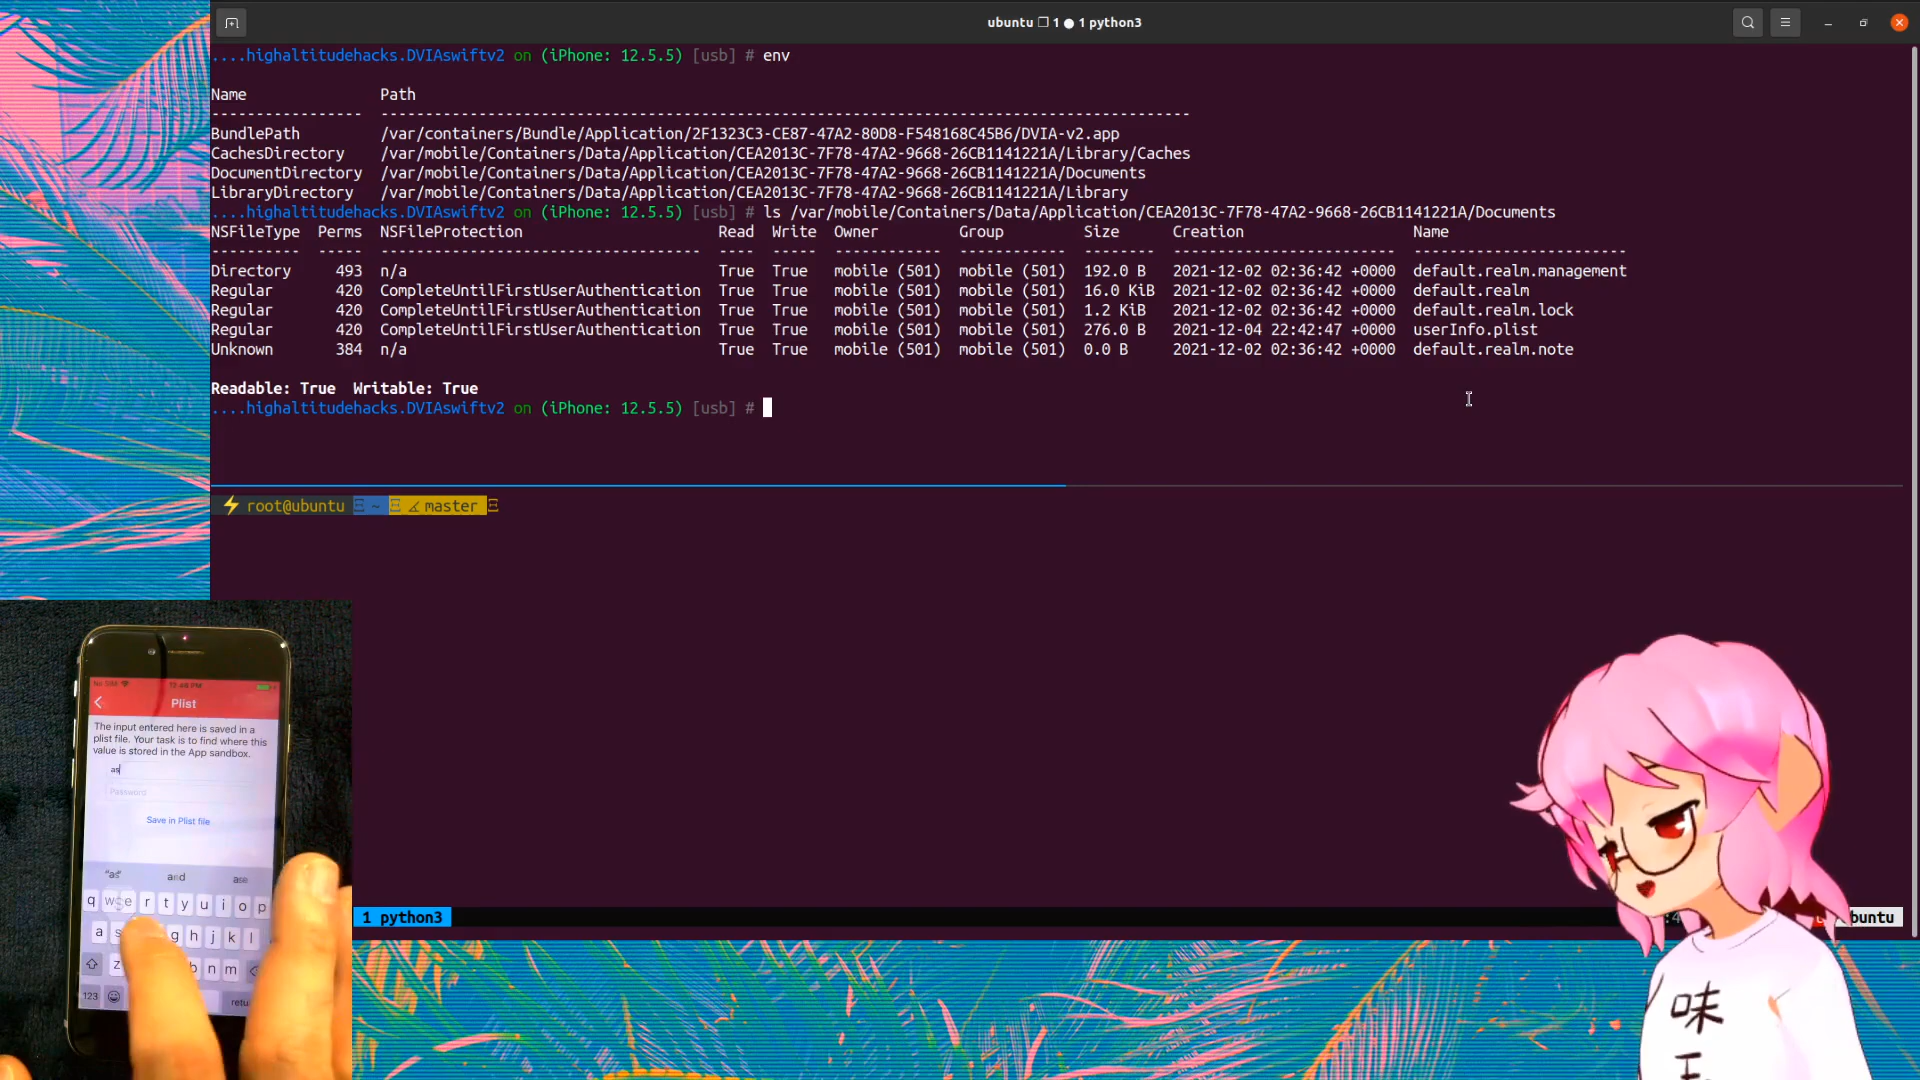 ubuntu ❐ 1 ● 1 python3
....highaltitudehacks.DVIAswiftv2 on (iPhone: 12.5.5) [usb] # env
Name Path
---------------- -------------------------------------------------------------------------------------------
BundlePath /var/containers/Bundle/Application/2F1323C3-CE87-47A2-80D8-F548168C45B6/DVIA-v2.app
CachesDirectory /var/mobile/Containers/Data/Application/CEA2013C-7F78-47A2-9668-26CB1141221A/Library/Caches
DocumentDirectory /var/mobile/Containers/Data/Application/CEA2013C-7F78-47A2-9668-26CB1141221A/Documents
LibraryDirectory /var/mobile/Containers/Data/Application/CEA2013C-7F78-47A2-9668-26CB1141221A/Library
....highaltitudehacks.DVIAswiftv2 on (iPhone: 12.5.5) [usb] # ls /var/mobile/Containers/Data/Application/CEA2013C-7F78-47A2-9668-26CB1141221A/Documents
NSFileType Perms NSFileProtection Read Write Owner Group Size Creation Name
---------- ----- ------------------------------------ ---- ----- ------------ ------------ -------- ------------------------- ------------------------
Directory 493 n/a True True mobile (501) mobile (501) 192.0 B 2021-12-02 02:36:42 +0000 default.realm.management
Regular 420 CompleteUntilFirstUserAuthentication True True mobile (501) mobile (501) 16.0 KiB 2021-12-02 02:36:42 +0000 default.realm
Regular 420 CompleteUntilFirstUserAuthentication True True mobile (501) mobile (501) 1.2 KiB 2021-12-02 02:36:42 +0000 default.realm.lock
Regular 420 CompleteUntilFirstUserAuthentication True True mobile (501) mobile (501) 276.0 B 2021-12-04 22:42:47 +0000 userInfo.plist
Unknown 384 n/a True True mobile (501) mobile (501) 0.0 B 2021-12-02 02:36:42 +0000 default.realm.note
Readable: True Writable: True
....highaltitudehacks.DVIAswiftv2 on (iPhone: 12.5.5) [usb] #
⚡ root@ubuntu ~ master
No SIM
Plist
The input entered here is saved in a
plist file. Your task is to find where this
value is stored in the App sandbox.
as
Password
Save in Plist file
"as" and ase
q w e r t y u i o p
a s g h j k l
z b n m
123 retu
1 python3 buntu
味
王